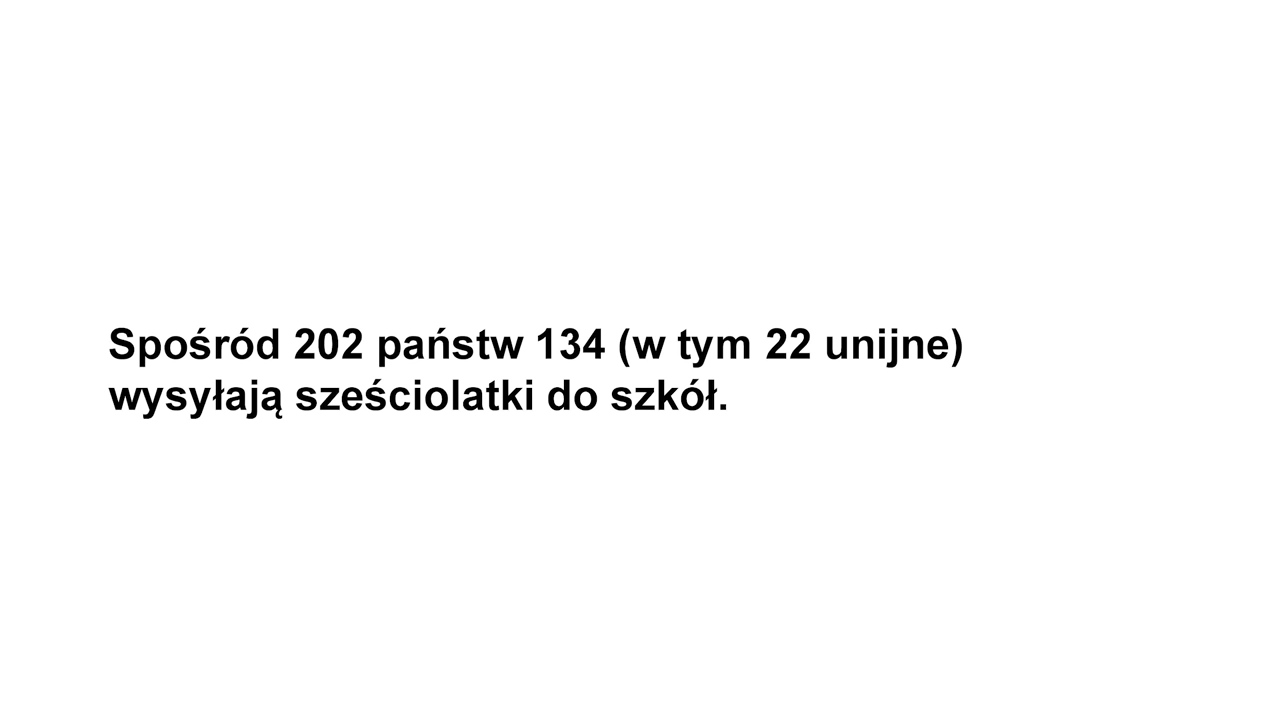 Spośród 202 państw 134 (w tym 22 unijne)
wysyłają sześciolatki do szkół.